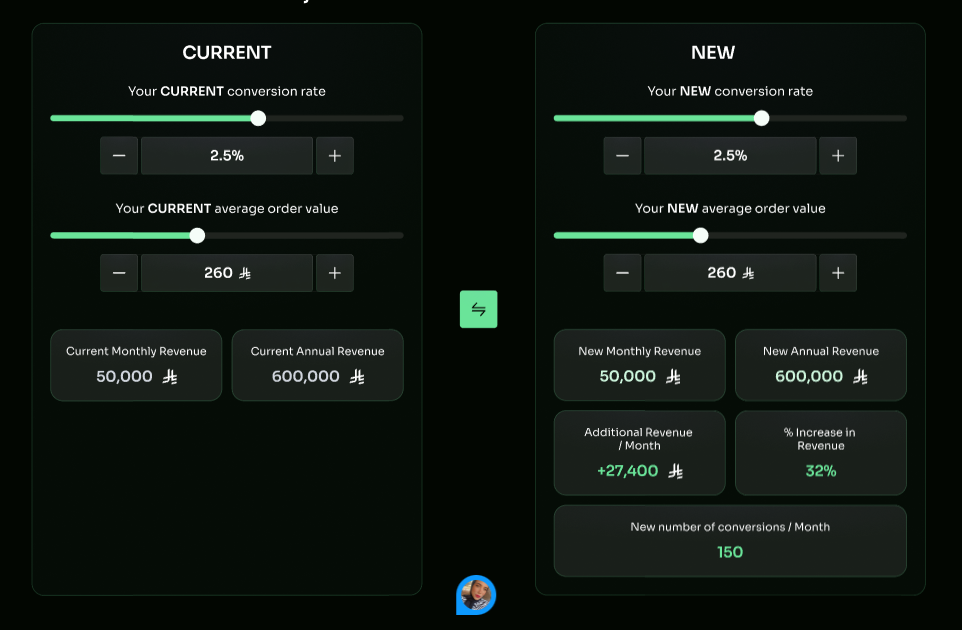 CURRENT
Your CURRENT conversion rate
2.5%
Your CURRENT average order value
260
Current Monthly Revenue
50,000
Current Annual Revenue
600,000
NEW
Your NEW conversion rate
2.5%
Your NEW average order value
260
New Monthly Revenue
50,000
New Annual Revenue
600,000
Additional Revenue
/ Month
+27,400
% Increase in
Revenue
32%
New number of conversions / Month
150